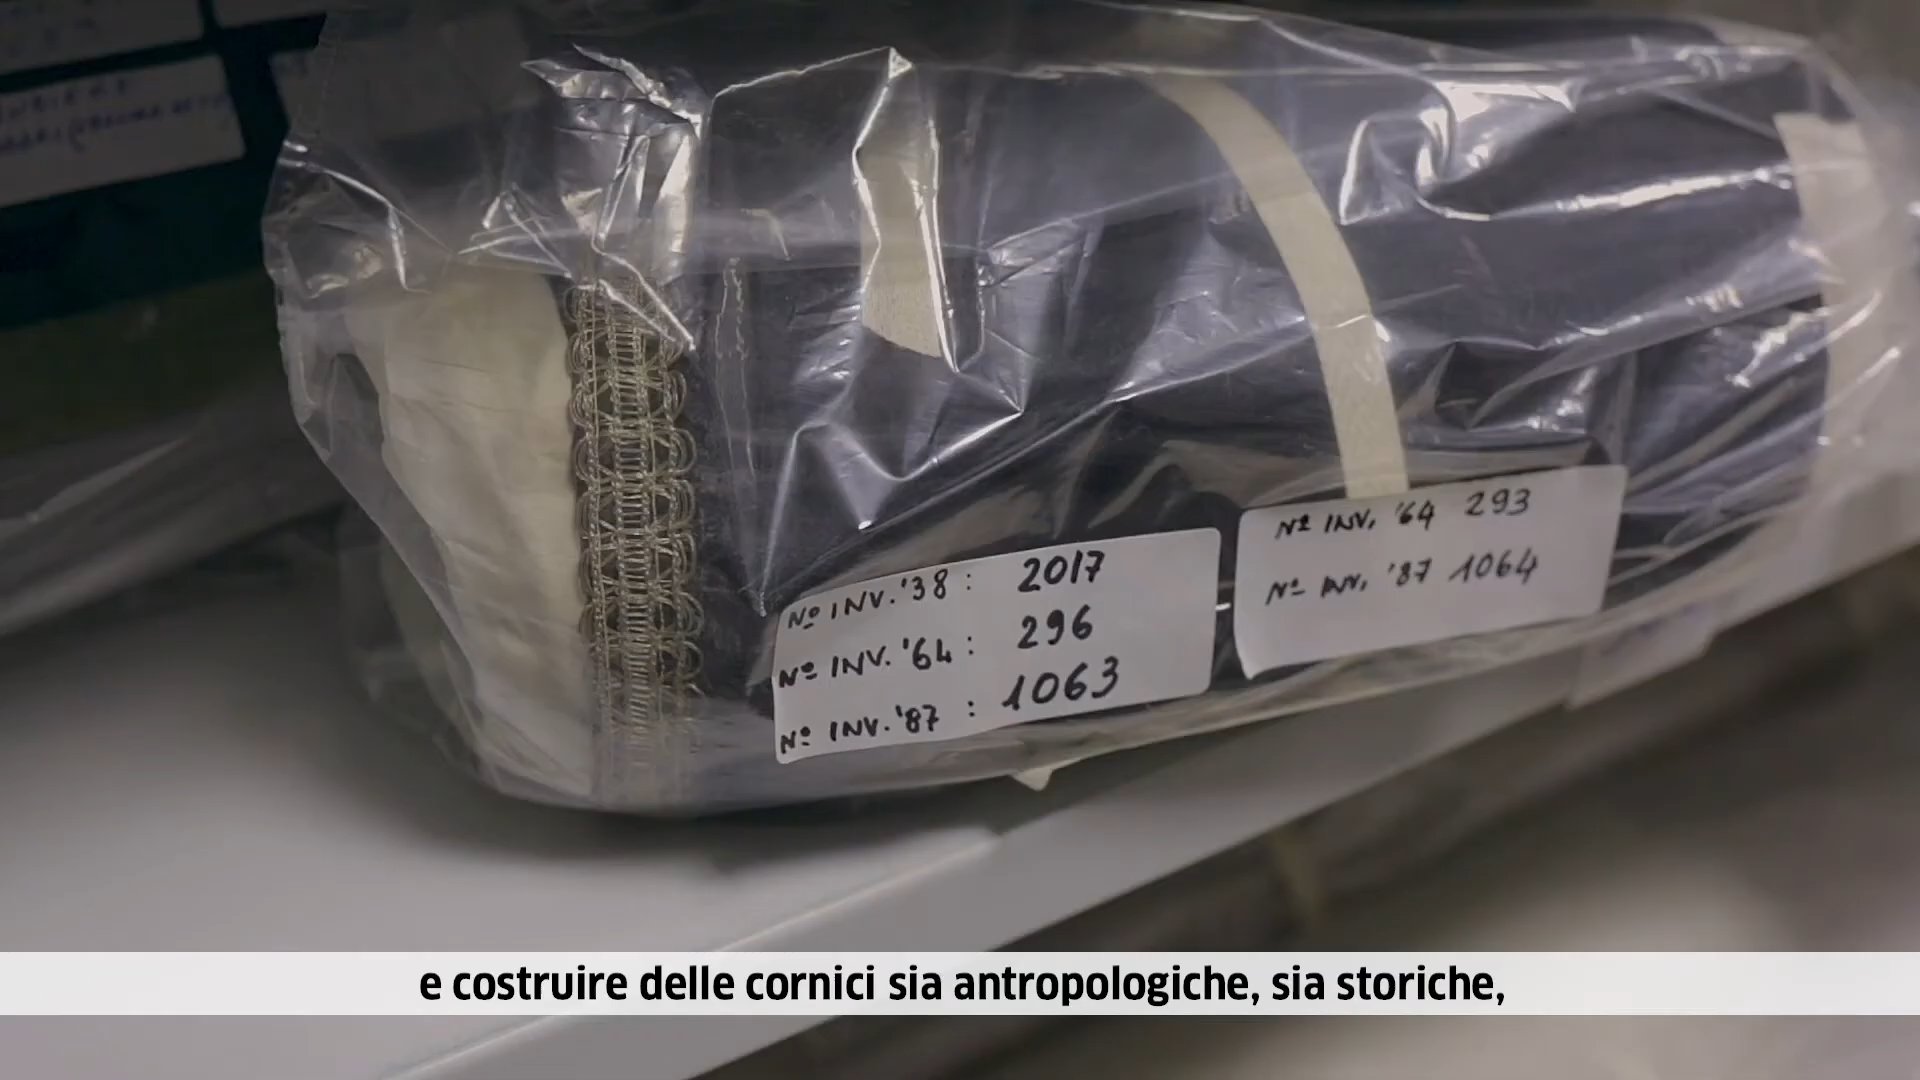 Nº INV. '38 : 2017
Nº INV. '64 : 296
Nº INV. '87 : 1063
Nº INV. '64 293
Nº INV. '87 1064
e costruire delle cornici sia antropologiche, sia storiche,